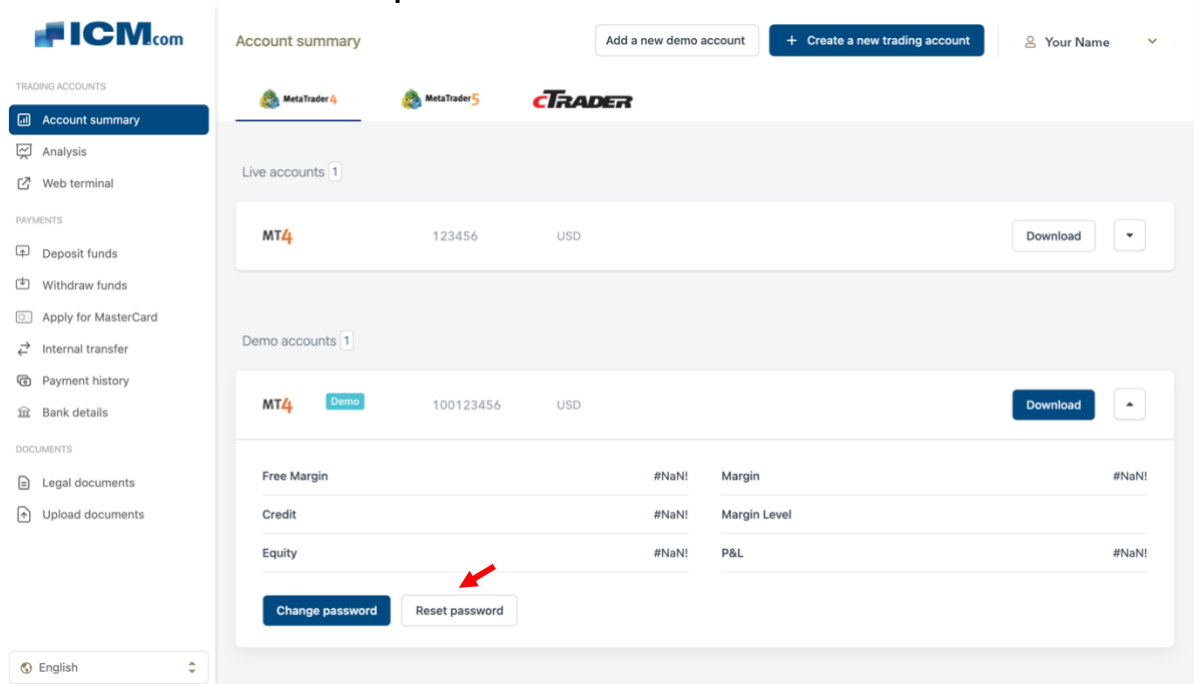 ICM.com
Account summary
Add a new demo account
+ Create a new trading account
Your Name
TRADING ACCOUNTS
MetaTrader 4
MetaTrader 5
cTRADER
Account summary
Analysis
Web terminal
Live accounts 1
PAYMENTS
MT4 123456 USD Download
Deposit funds
Withdraw funds
Apply for MasterCard
Internal transfer
Demo accounts 1
Payment history
Bank details
MT4 Demo 100123456 USD Download
DOCUMENTS
Legal documents
Upload documents
Free Margin #NaN! Margin #NaN!
Credit #NaN! Margin Level
Equity #NaN! P&L #NaN!
Change password Reset password
English